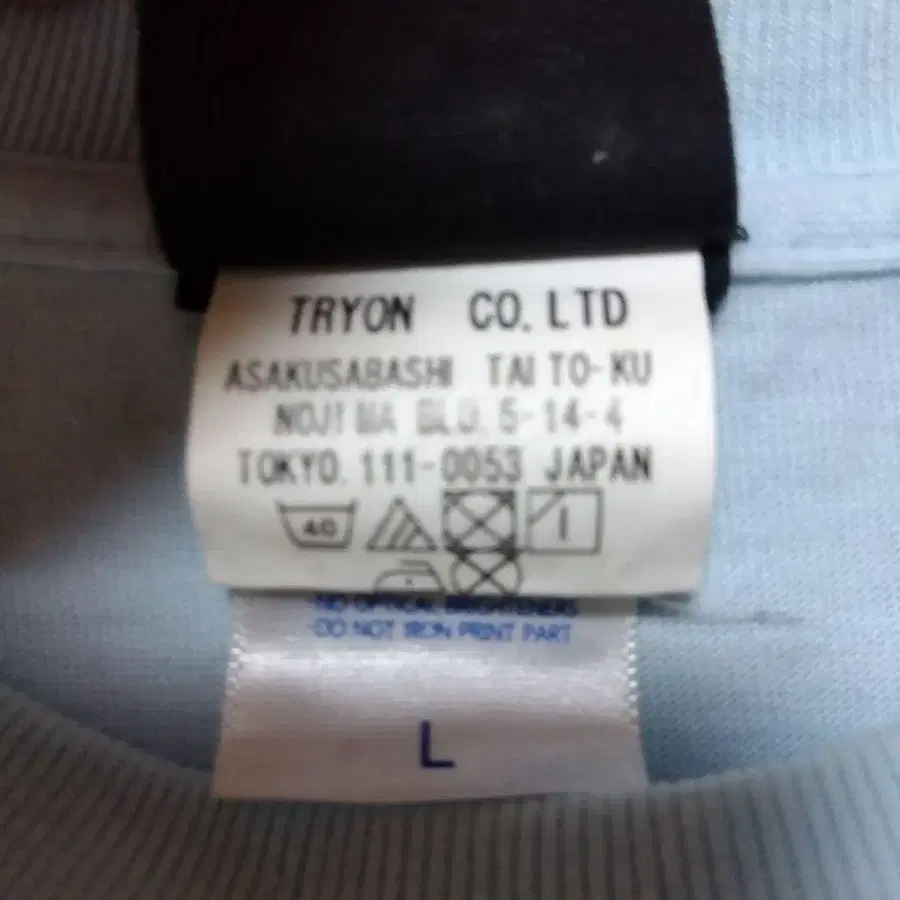 TRYON CO.LTD
ASAKUSABASHI TAITO-KU
NOJIMA BLD. 5-14-4
TOKYO. 111-0053 JAPAN
40
NO OPTICAL BRIGHTENERS
DO NOT IRON PRINT PART
L